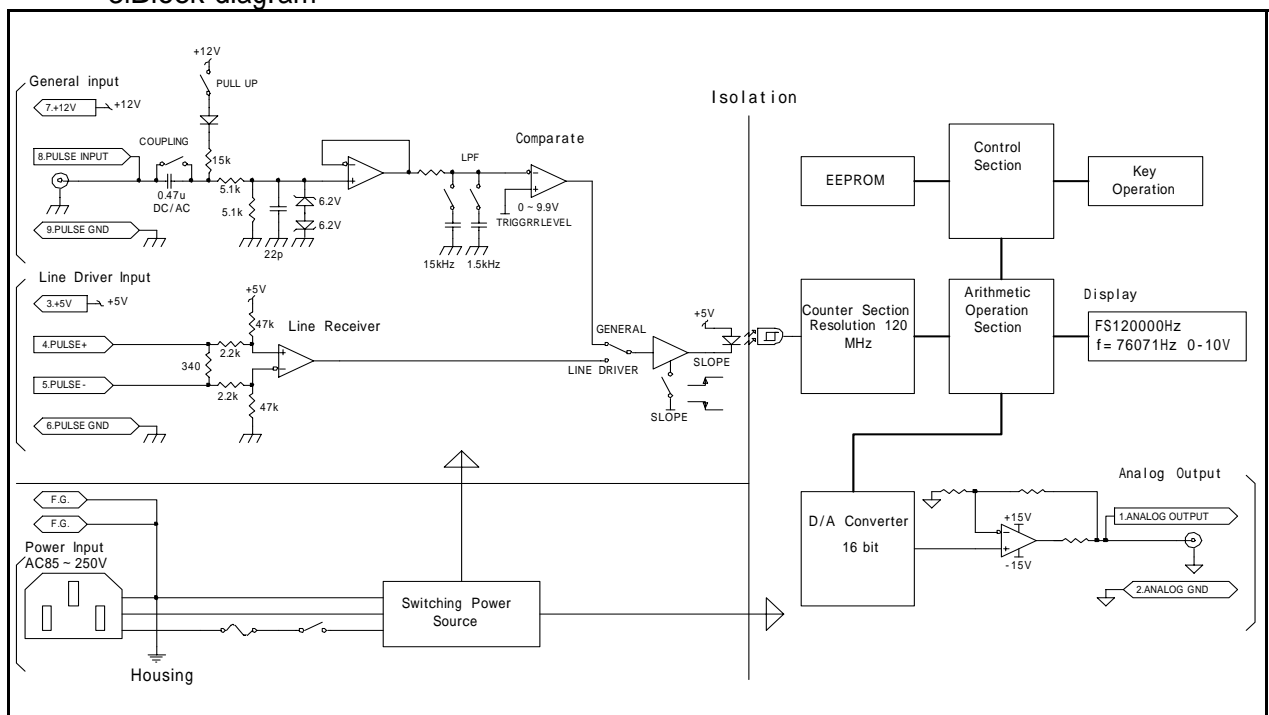 General input
7.+12V
+12V
+12V
PULL UP
COUPLING
8.PULSE INPUT
0.47u
DC/AC
15k
5.1k
5.1k
22p
6.2V
6.2V
9.PULSE GND
LPF
15kHz
1.5kHz
Comparate
0 ~ 9.9V
TRIGGRR LEVEL
Isolation
Line Driver Input
3.+5V
+5V
+5V
47k
Line Receiver
4.PULSE+
2.2k
340
5.PULSE-
2.2k
47k
6.PULSE GND
GENERAL
LINE DRIVER
+5V
SLOPE
SLOPE
EEPROM
Control
Section
Key
Operation
Counter Section
Resolution 120
MHz
Arithmetic
Operation
Section
Display
FS120000Hz
f= 76071Hz 0-10V
F.G.
F.G.
Power Input
AC85 ~ 250V
Housing
Switching Power
Source
D/A Converter
16 bit
+15V
-15V
Analog Output
1.ANALOG OUTPUT
2.ANALOG GND